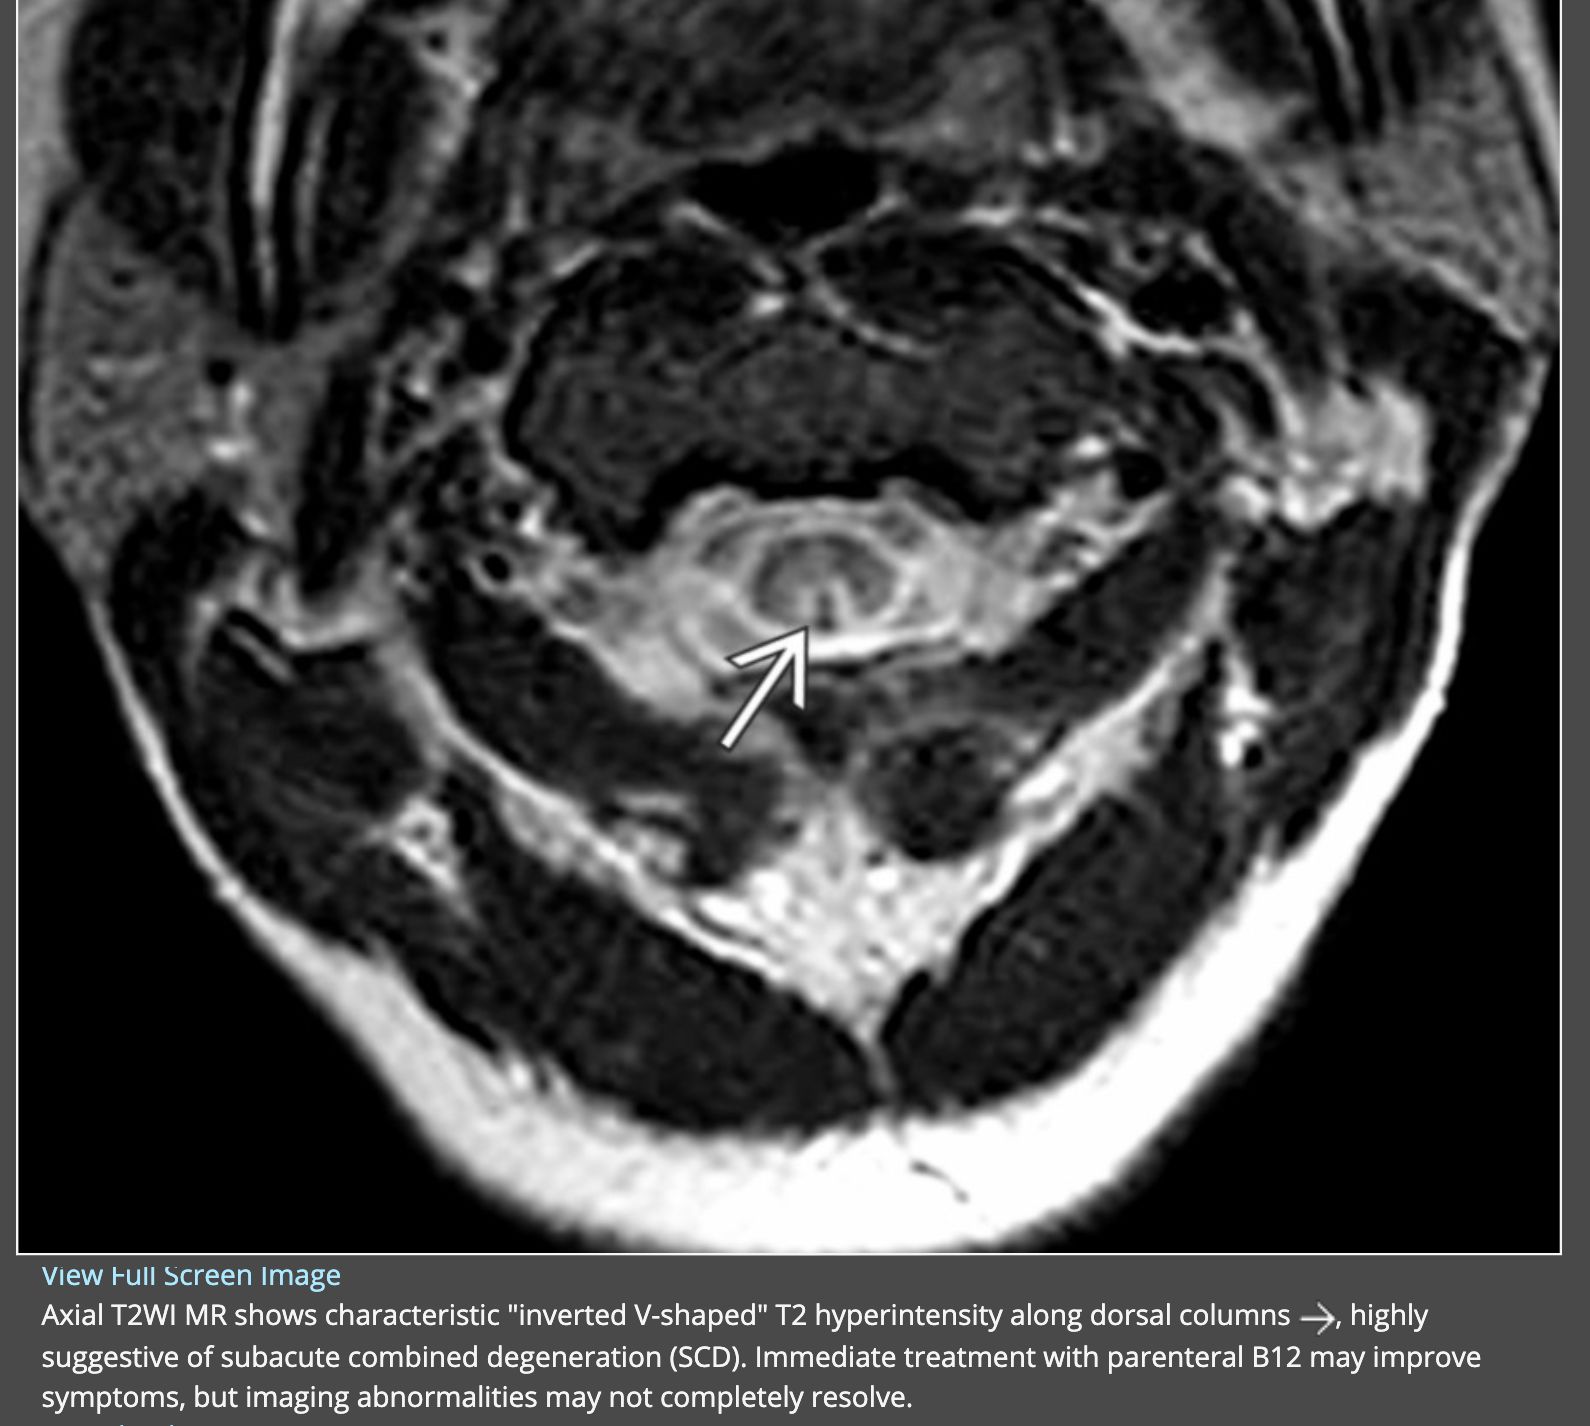 View Full Screen Image
Axial T2WI MR shows characteristic "inverted V-shaped" T2 hyperintensity along dorsal columns →, highly
suggestive of subacute combined degeneration (SCD). Immediate treatment with parenteral B12 may improve
symptoms, but imaging abnormalities may not completely resolve.